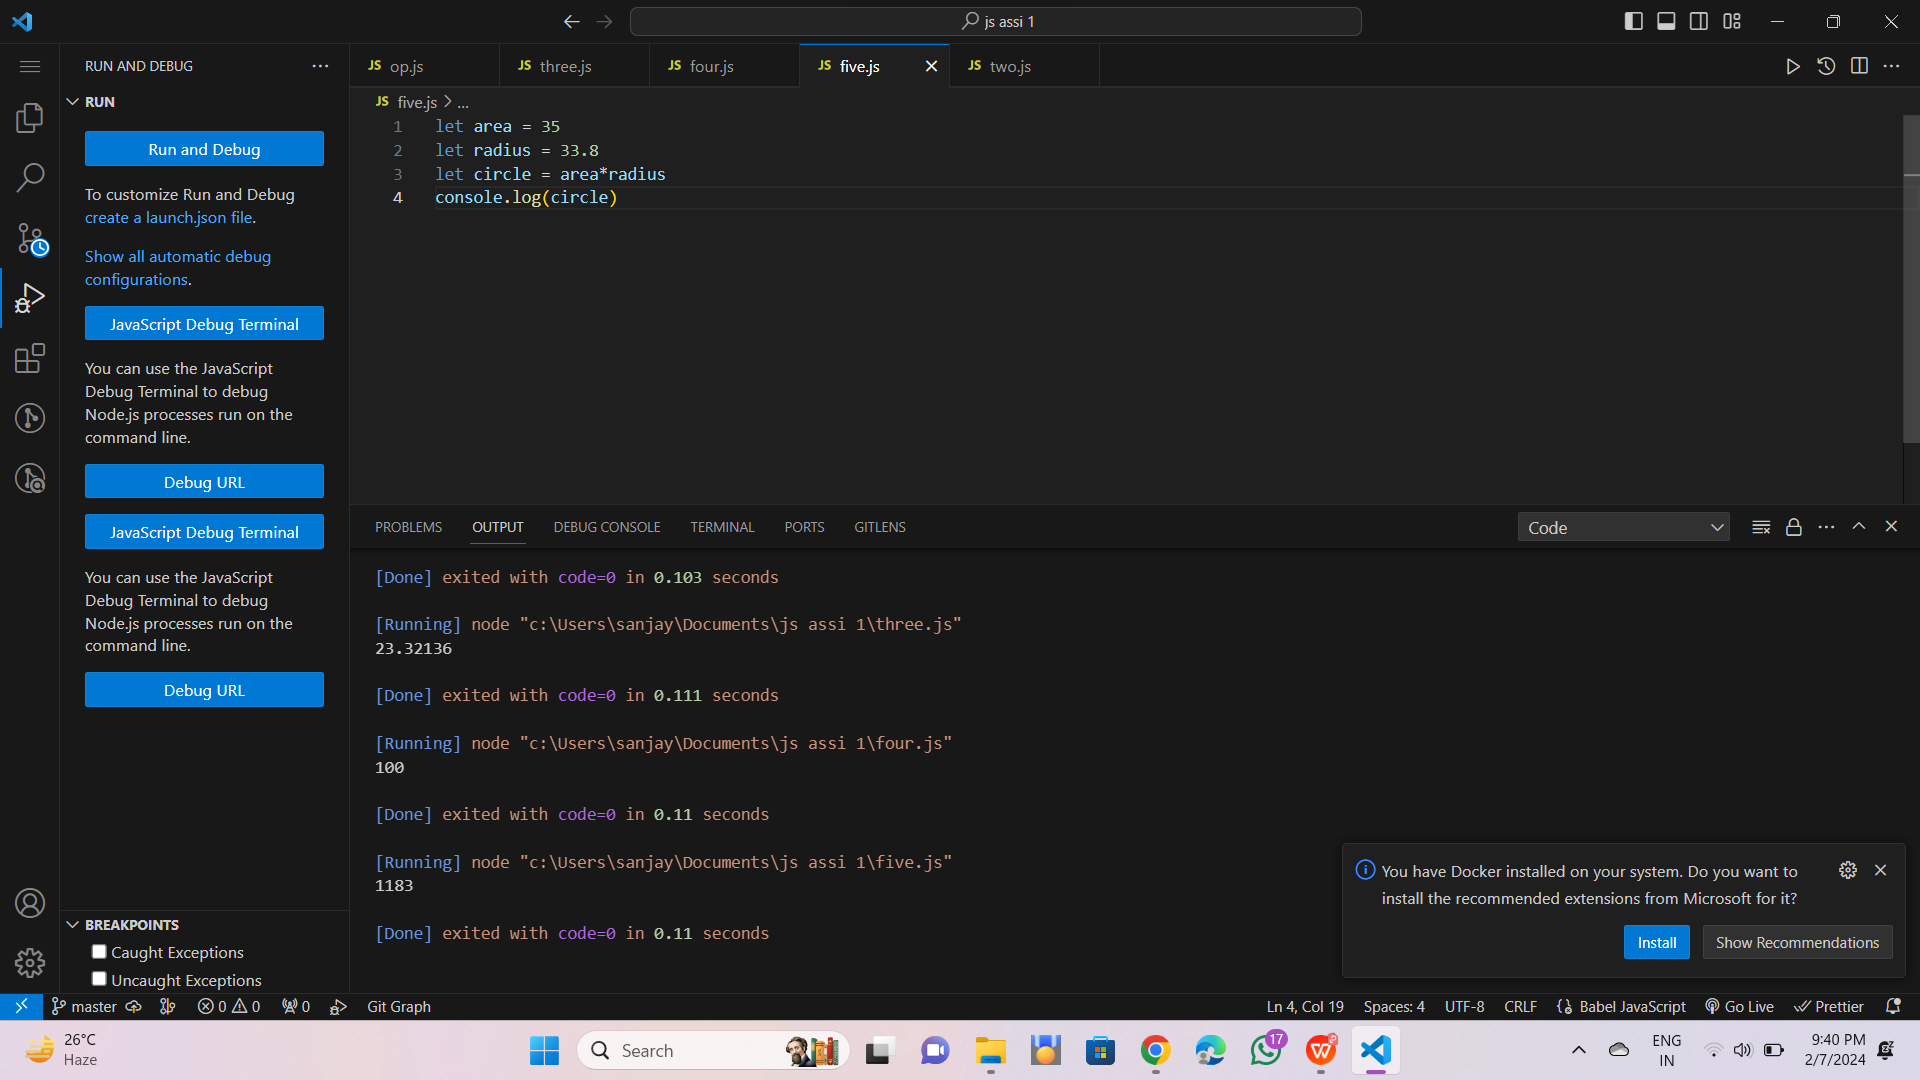 js assi 1
RUN AND DEBUG
JS op.js
JS three.js
JS four.js
JS five.js
JS two.js
RUN
Run and Debug
To customize Run and Debug
create a launch.json file.
Show all automatic debug
configurations.
JavaScript Debug Terminal
You can use the JavaScript
Debug Terminal to debug
Node.js processes run on the
command line.
Debug URL
JavaScript Debug Terminal
You can use the JavaScript
Debug Terminal to debug
Node.js processes run on the
command line.
Debug URL
BREAKPOINTS
Caught Exceptions
Uncaught Exceptions
JS five.js > ...
1 let area = 35
2 let radius = 33.8
3 let circle = area*radius
4 console.log(circle)
PROBLEMS OUTPUT DEBUG CONSOLE TERMINAL PORTS GITLENS
Code
[Done] exited with code=0 in 0.103 seconds
[Running] node "c:\Users\sanjay\Documents\js assi 1\three.js"
23.32136
[Done] exited with code=0 in 0.111 seconds
[Running] node "c:\Users\sanjay\Documents\js assi 1\four.js"
100
[Done] exited with code=0 in 0.11 seconds
[Running] node "c:\Users\sanjay\Documents\js assi 1\five.js"
1183
[Done] exited with code=0 in 0.11 seconds
You have Docker installed on your system. Do you want to
install the recommended extensions from Microsoft for it?
Install
Show Recommendations
master 0 0 0 Git Graph
Ln 4, Col 19 Spaces: 4 UTF-8 CRLF {} Babel JavaScript Go Live Prettier
26°C
Haze
Search
17
ENG
IN
9:40 PM
2/7/2024